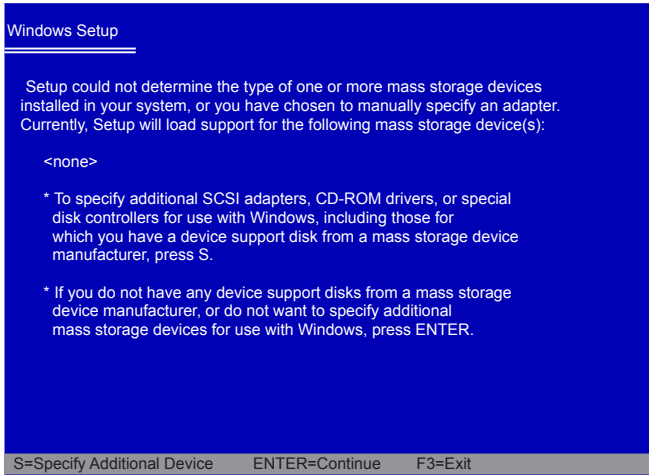 Windows Setup
Setup could not determine the type of one or more mass storage devices
installed in your system, or you have chosen to manually specify an adapter.
Currently, Setup will load support for the following mass storage device(s):
<none>
* To specify additional SCSI adapters, CD-ROM drivers, or special
disk controllers for use with Windows, including those for
which you have a device support disk from a mass storage device
manufacturer, press S.
* If you do not have any device support disks from a mass storage
device manufacturer, or do not want to specify additional
mass storage devices for use with Windows, press ENTER.
S=Specify Additional Device ENTER=Continue F3=Exit